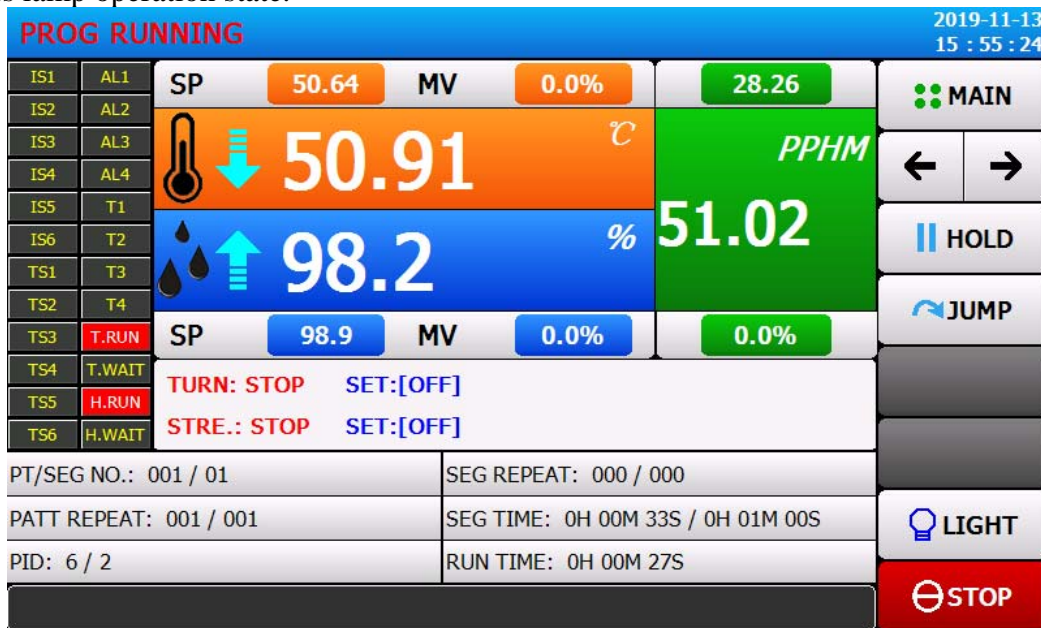 s lamp operation state.
PROG RUNNING
2019-11-13
15 : 55 : 24
IS1 AL1
IS2 AL2
IS3 AL3
IS4 AL4
IS5 T1
IS6 T2
TS1 T3
TS2 T4
TS3 T.RUN
TS4 T.WAIT
TS5 H.RUN
TS6 H.WAIT
SP 50.64 MV 0.0% 28.26
50.91 ℃
PPHM
51.02
98.2 %
SP 98.9 MV 0.0% 0.0%
TURN: STOP SET:[OFF]
STRE.: STOP SET:[OFF]
PT/SEG NO.: 001 / 01 SEG REPEAT: 000 / 000
PATT REPEAT: 001 / 001 SEG TIME: 0H 00M 33S / 0H 01M 00S
PID: 6 / 2 RUN TIME: 0H 00M 27S
MAIN
← →
HOLD
JUMP
LIGHT
STOP